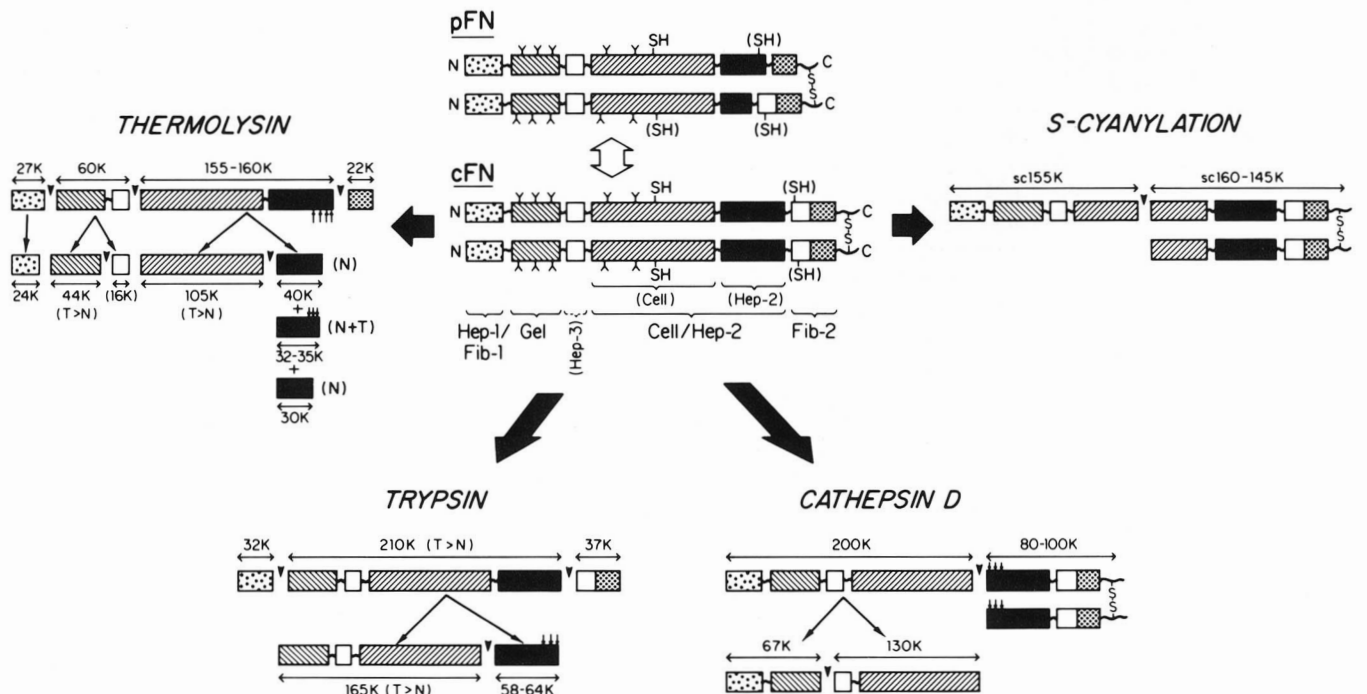 pFN
SH (SH)
N C
S-S
N C
(SH) (SH)
cFN
SH (SH)
N C
S-S
N C
SH (SH)
(Cell) (Hep-2)
Hep-1/ Gel (Hep-3) Cell/Hep-2 Fib-2
Fib-1
THERMOLYSIN
27K 60K 155-160K 22K
(N)
24K 44K (16K) 105K 40K
(T>N) (T>N) +
(N+T)
32-35K
+
(N)
30K
S-CYANYLATION
sc155K sc160-145K
S-S
TRYPSIN
32K 210K (T>N) 37K
165K (T>N) 58-64K
CATHEPSIN D
200K 80-100K
S-S
67K 130K